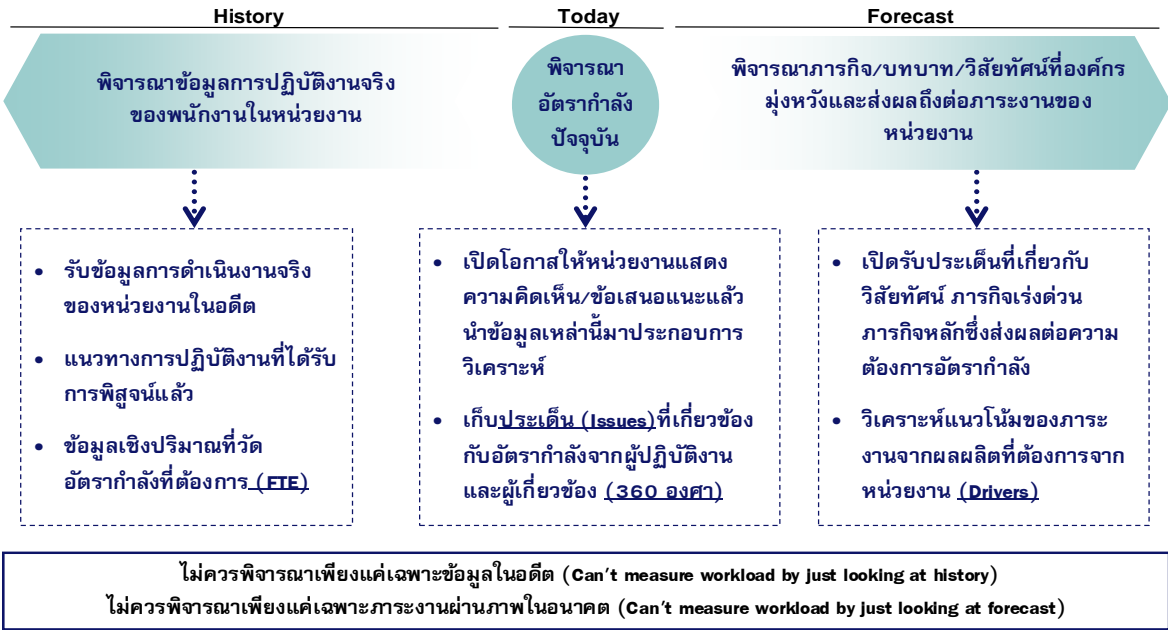 History
Today
Forecast
พิจารณาข้อมูลการปฏิบัติงานจริง
ของพนักงานในหน่วยงาน
พิจารณา
อัตรากำลัง
ปัจจุบัน
พิจารณาภารกิจ/บทบาท/วิสัยทัศน์ที่องค์กร
มุ่งหวังและส่งผลถึงต่อภาระงานของ
หน่วยงาน
• รับข้อมูลการดำเนินงานจริง
ของหน่วยงานในอดีต
• แนวทางการปฏิบัติงานที่ได้รับ
การพิสูจน์แล้ว
• ข้อมูลเชิงปริมาณที่วัด
อัตรากำลังที่ต้องการ (FTE)
• เปิดโอกาสให้หน่วยงานแสดง
ความคิดเห็น/ข้อเสนอแนะแล้ว
นำข้อมูลเหล่านี้มาประกอบการ
วิเคราะห์
• เก็บประเด็น (Issues)ที่เกี่ยวข้อง
กับอัตรากำลังจากผู้ปฏิบัติงาน
และผู้เกี่ยวข้อง (360 องศา)
• เปิดรับประเด็นที่เกี่ยวกับ
วิสัยทัศน์ ภารกิจเร่งด่วน
ภารกิจหลักซึ่งส่งผลต่อความ
ต้องการอัตรากำลัง
• วิเคราะห์แนวโน้มของภาระ
งานจากผลผลิตที่ต้องการจาก
หน่วยงาน (Drivers)
ไม่ควรพิจารณาเพียงแค่เฉพาะข้อมูลในอดีต (Can't measure workload by just looking at history)
ไม่ควรพิจารณาเพียงแค่เฉพาะภาระงานผ่านภาพในอนาคต (Can't measure workload by just looking at forecast)